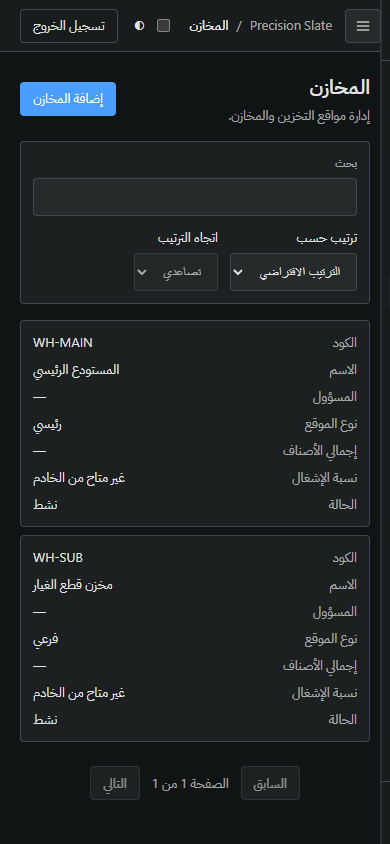 Precision Slate / المخازن تسجيل الخروج
المخازن
إدارة مواقع التخزين والمخازن.
إضافة المخازن
بحث
ترتيب حسب اتجاه الترتيب
الترتيب الافتراضي تصاعدي
الكود WH-MAIN
الاسم المستودع الرئيسي
المسؤول —
نوع الموقع رئيسي
إجمالي الأصناف —
نسبة الإشغال غير متاح من الخادم
الحالة نشط
الكود WH-SUB
الاسم مخزن قطع الغيار
المسؤول —
نوع الموقع فرعي
إجمالي الأصناف —
نسبة الإشغال غير متاح من الخادم
الحالة نشط
السابق الصفحة 1 من 1 التالي